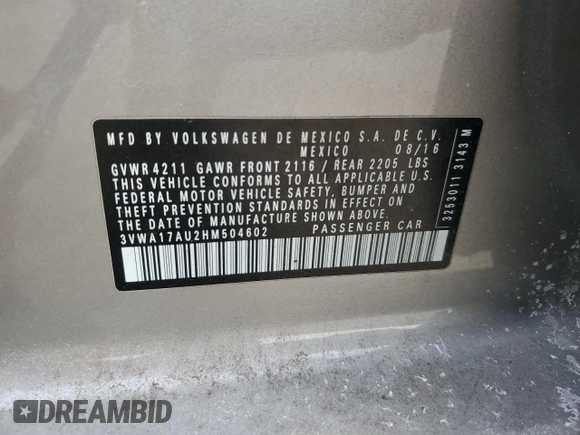 MFD BY VOLKSWAGEN DE MEXICO S.A. DE C.V.
MEXICO 08/16
GVWR 4211 GAWR FRONT 2116 / REAR 2205 LBS
THIS VEHICLE CONFORMS TO ALL APPLICABLE U.S.
FEDERAL MOTOR VEHICLE SAFETY, BUMPER, AND
THEFT PREVENTION STANDARDS IN EFFECT ON THE
DATE OF MANUFACTURE SHOWN ABOVE.
3VWA17AU2HM504602 PASSENGER CAR
3253011 3143 M
DREAMBID